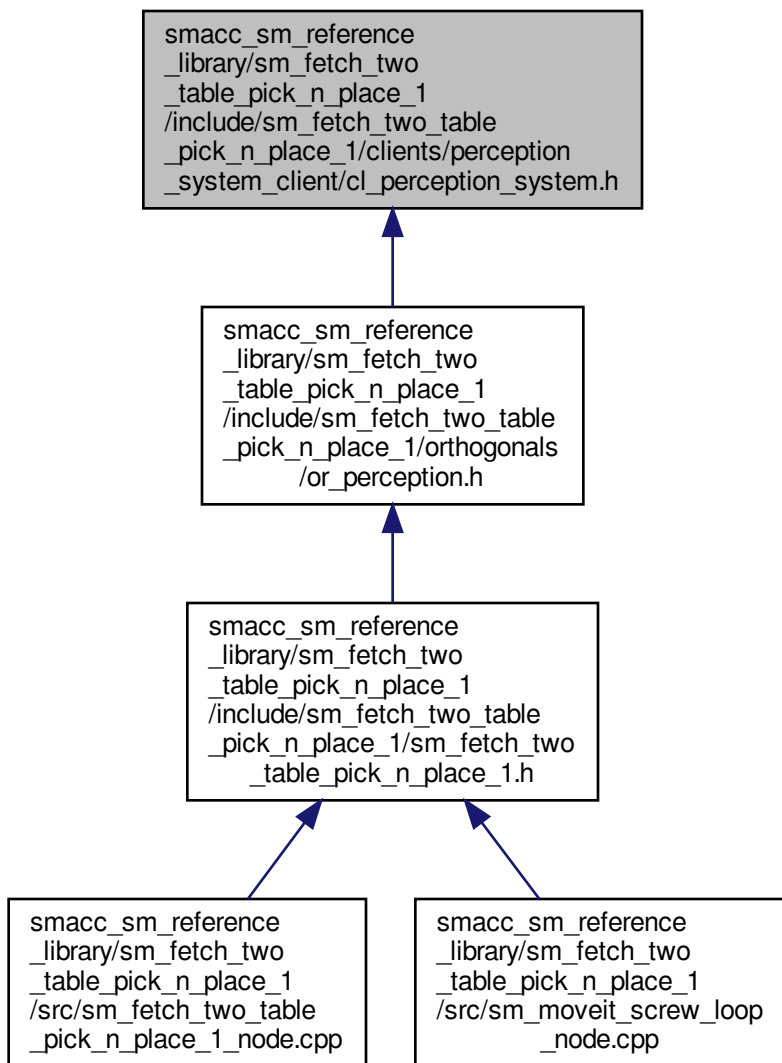 smacc_sm_reference
_library/sm_fetch_two
_table_pick_n_place_1
/include/sm_fetch_two_table
_pick_n_place_1/clients/perception
_system_client/cl_perception_system.h
smacc_sm_reference
_library/sm_fetch_two
_table_pick_n_place_1
/include/sm_fetch_two_table
_pick_n_place_1/orthogonals
/or_perception.h
smacc_sm_reference
_library/sm_fetch_two
_table_pick_n_place_1
/include/sm_fetch_two_table
_pick_n_place_1/sm_fetch_two
_table_pick_n_place_1.h
smacc_sm_reference
_library/sm_fetch_two
_table_pick_n_place_1
/src/sm_fetch_two_table
_pick_n_place_1_node.cpp
smacc_sm_reference
_library/sm_fetch_two
_table_pick_n_place_1
/src/sm_moveit_screw_loop
_node.cpp